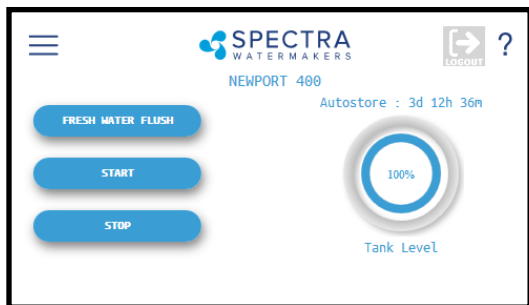 SPECTRA
WATERMAKERS
LOGOUT
?
NEWPORT 400
Autostore : 3d 12h 36m
FRESH WATER FLUSH
START
STOP
100%
Tank Level